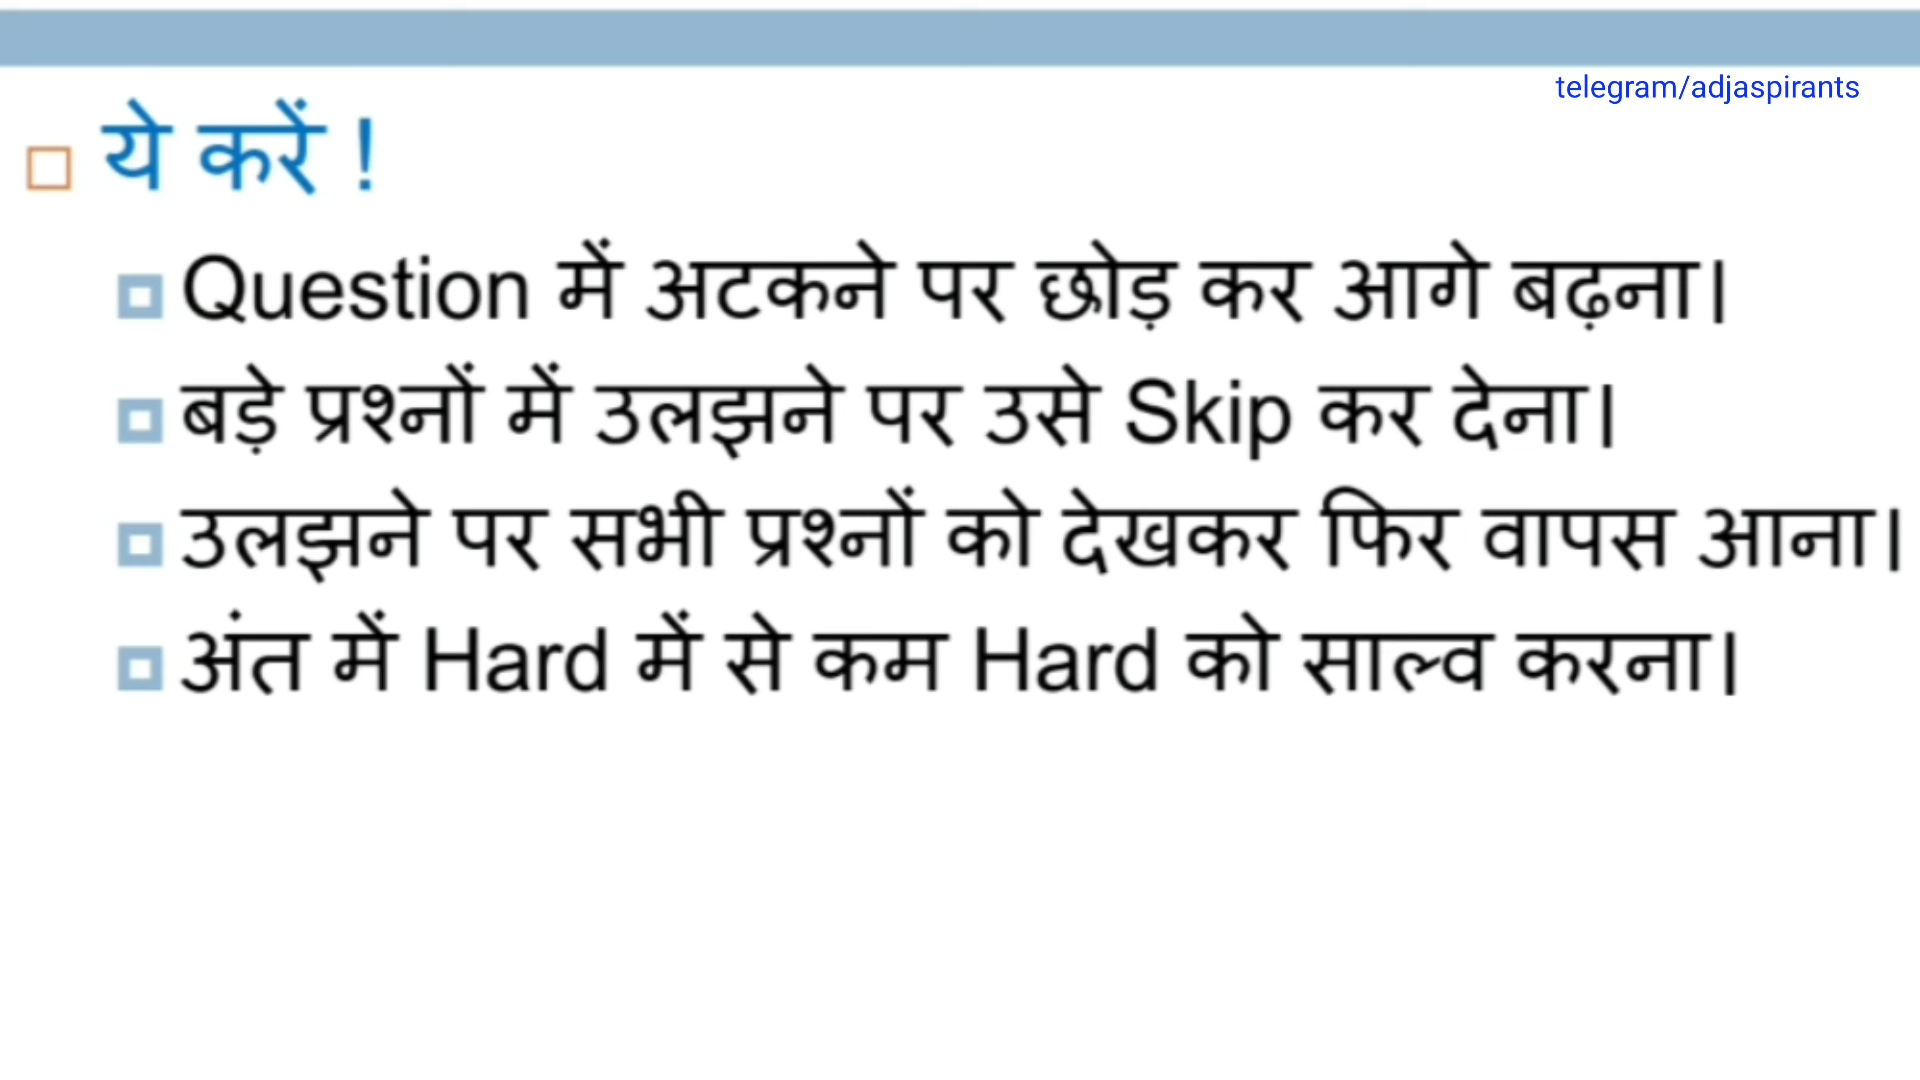 telegram/adjaspirants
ये करें !
Question में अटकने पर छोड़ कर आगे बढ़ना।
बड़े प्रश्नों में उलझने पर उसे Skip कर देना।
उलझने पर सभी प्रश्नों को देखकर फिर वापस आना।
अंत में Hard में से कम Hard को साल्व करना।